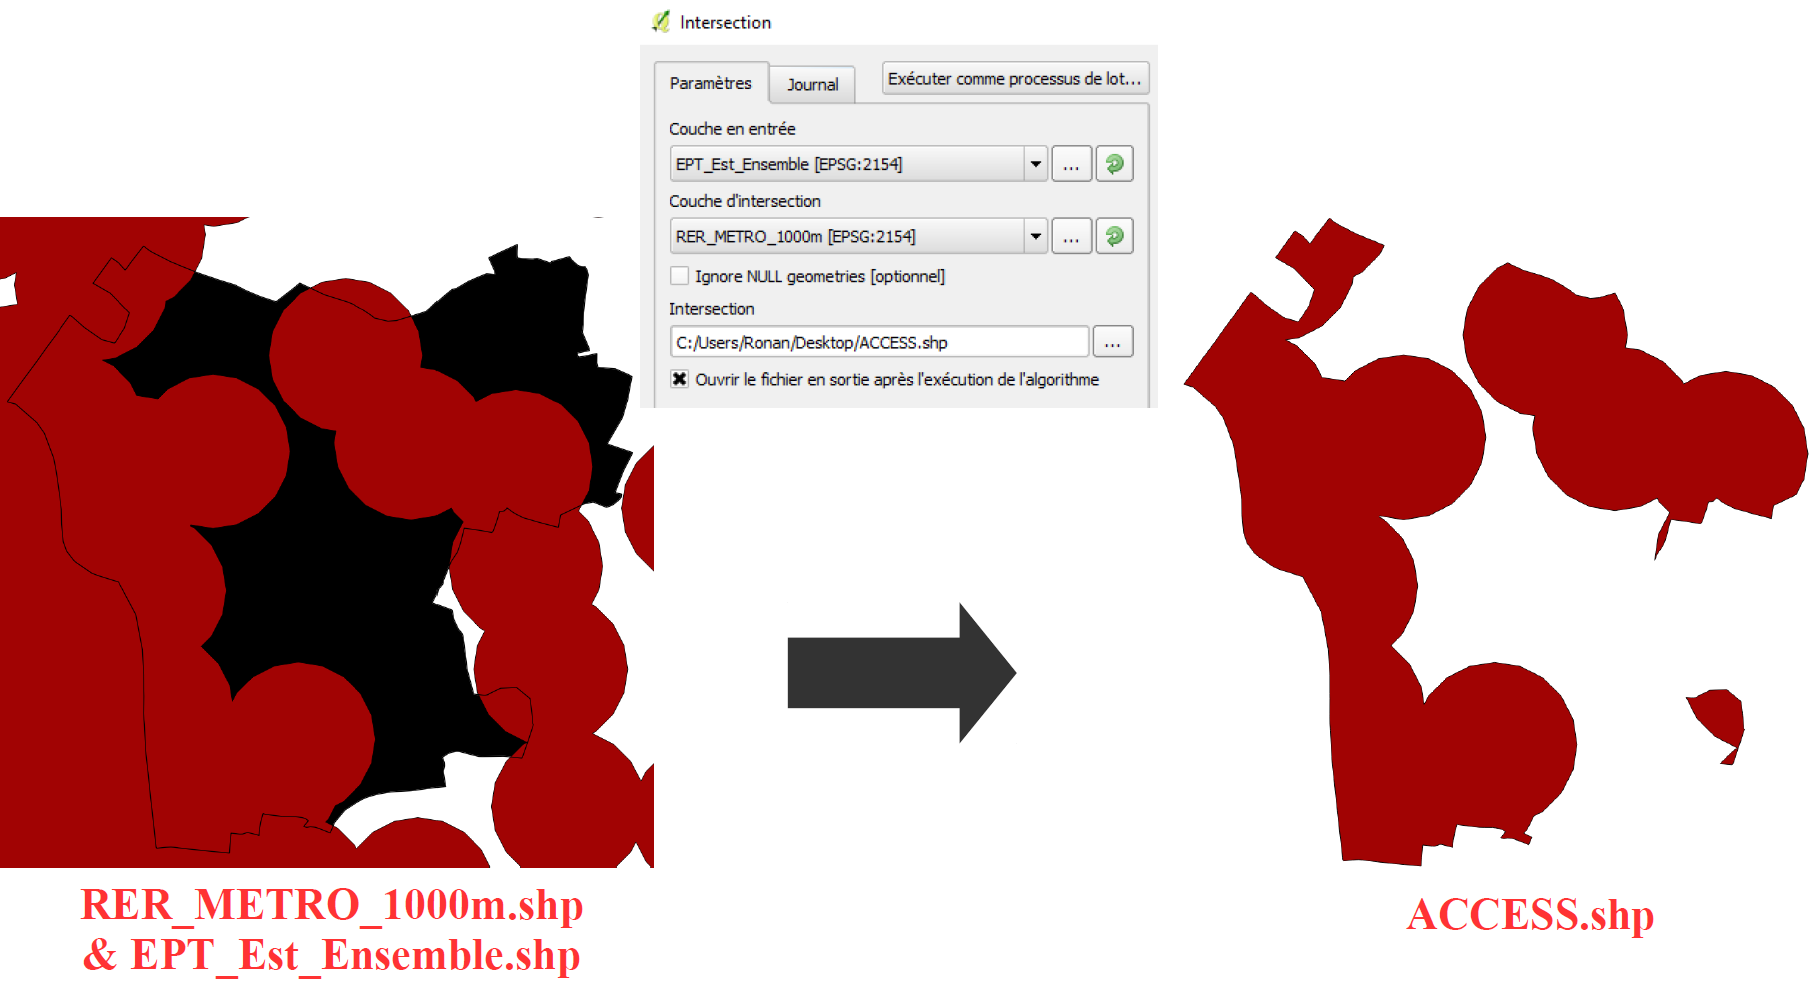 Intersection
Paramètres
Journal
Exécuter comme processus de lot...
Couche en entrée
EPT_Est_Ensemble [EPSG:2154]
...
Couche d'intersection
RER_METRO_1000m [EPSG:2154]
...
Ignore NULL geometries [optionnel]
Intersection
C:/Users/Ronan/Desktop/ACCESS.shp
...
Ouvrir le fichier en sortie après l'exécution de l'algorithme
RER_METRO_1000m.shp
& EPT_Est_Ensemble.shp
ACCESS.shp